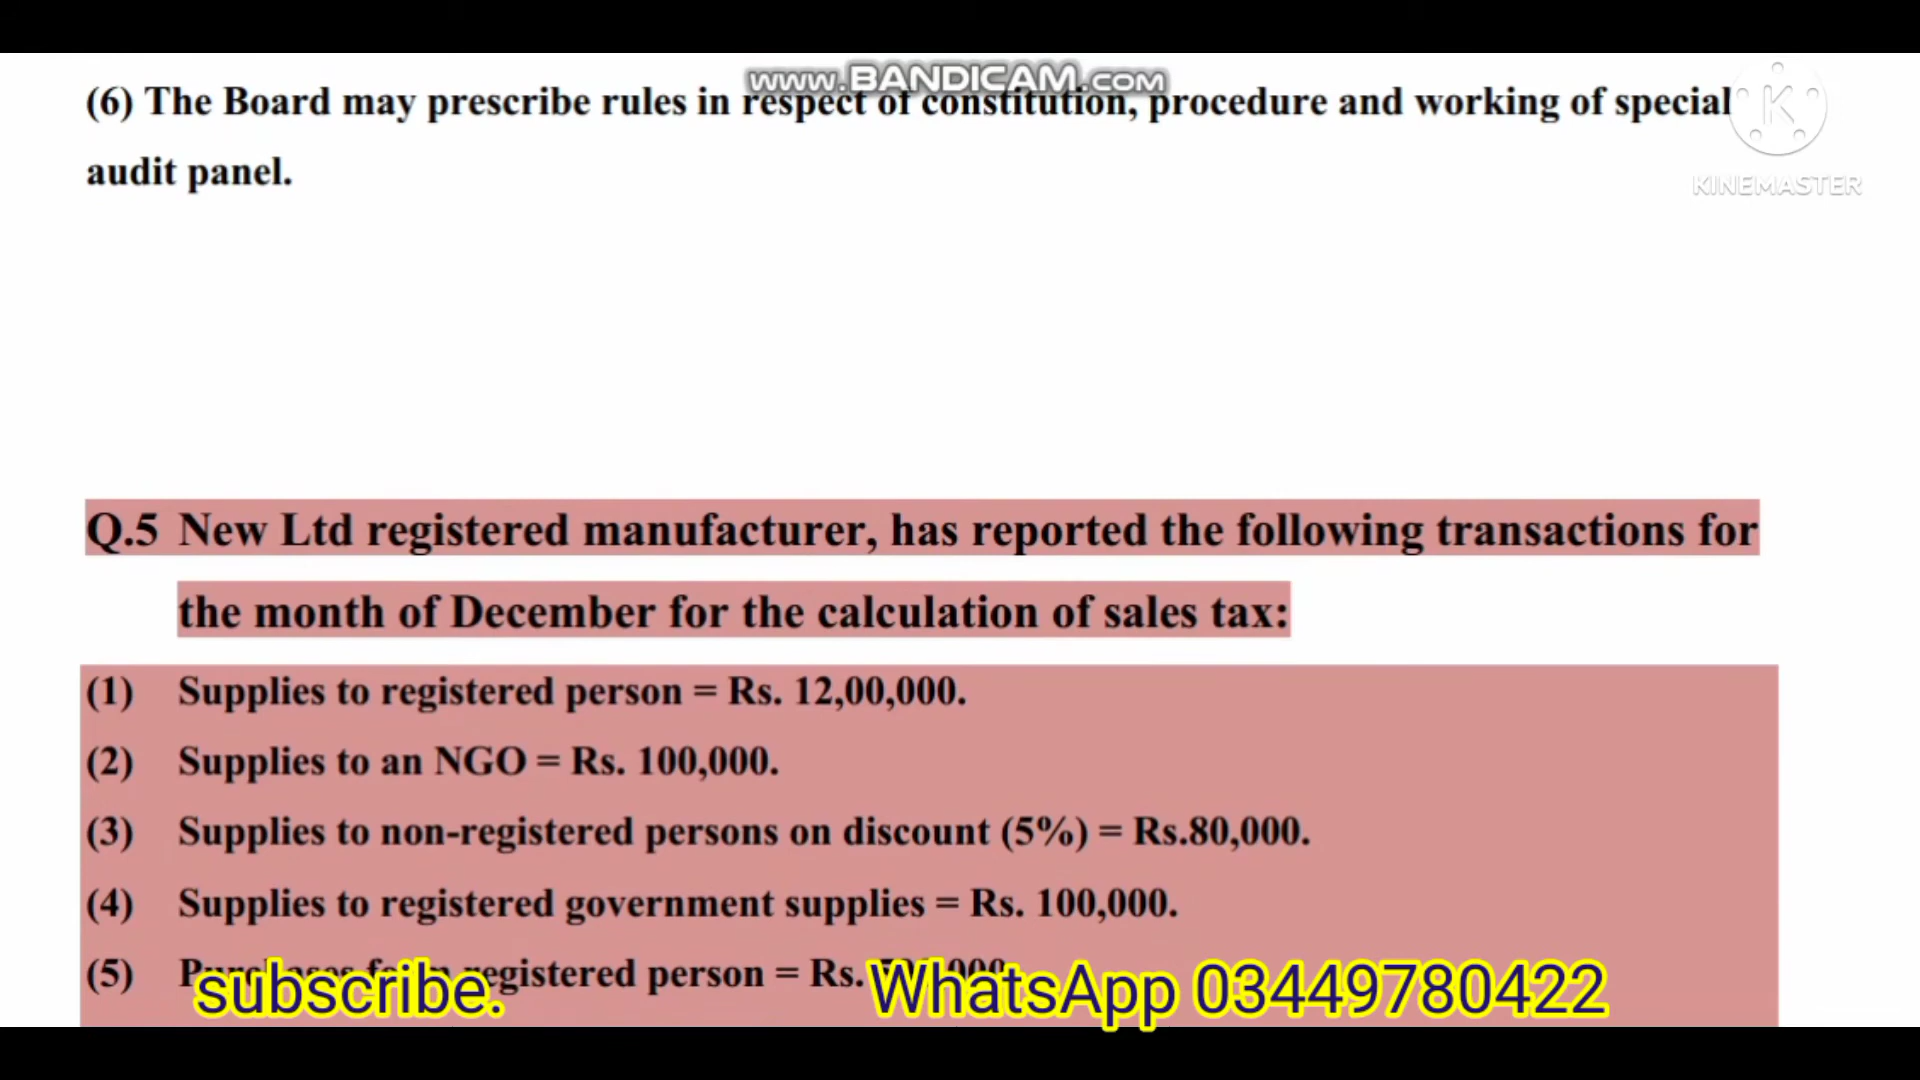 www.BANDICAM.com
(6) The Board may prescribe rules in respect of constitution, procedure and working of special
audit panel.
KINEMASTER
Q.5 New Ltd registered manufacturer, has reported the following transactions for
the month of December for the calculation of sales tax:
(1) Supplies to registered person = Rs. 12,00,000.
(2) Supplies to an NGO = Rs. 100,000.
(3) Supplies to non-registered persons on discount (5%) = Rs.80,000.
(4) Supplies to registered government supplies = Rs. 100,000.
(5) registered person = Rs.
subscribe. WhatsApp 03449780422